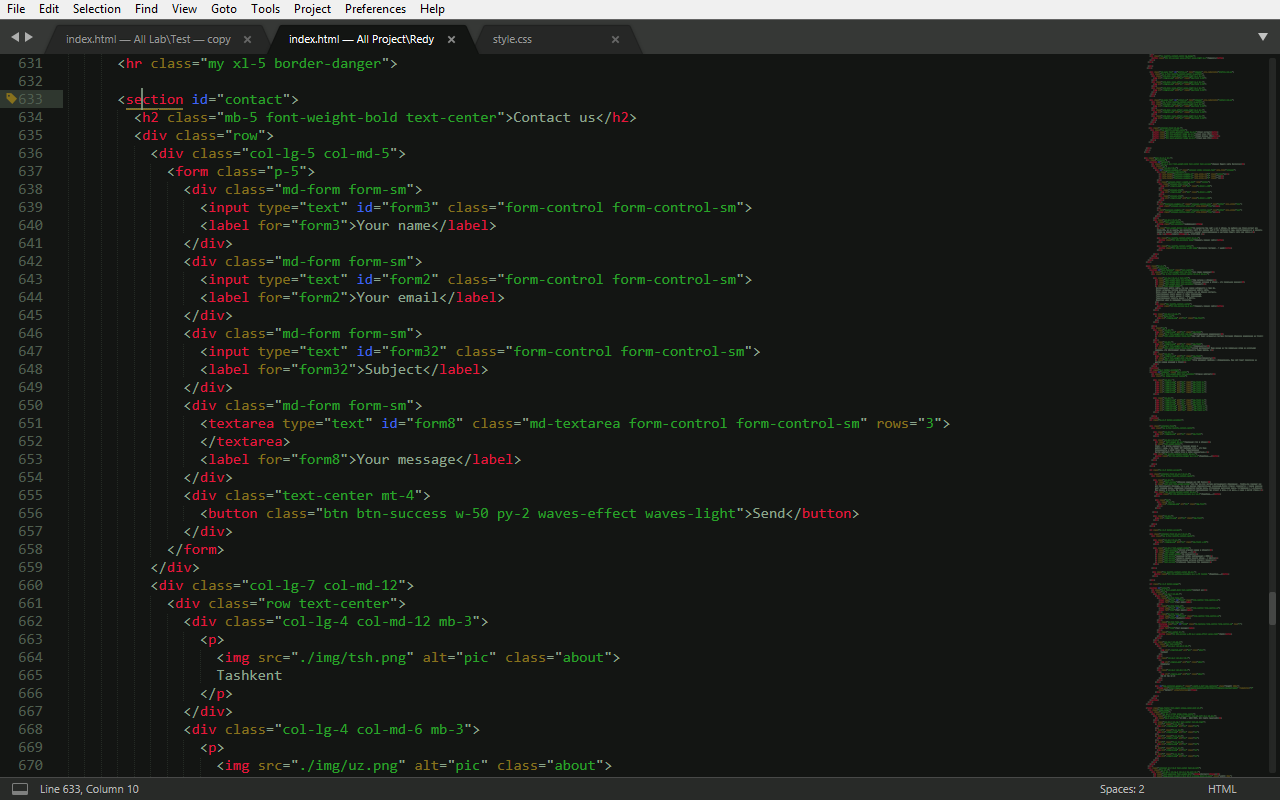 File Edit Selection Find View Goto Tools Project Preferences Help
index.html — All Lab\Test — copy × index.html — All Project\Redy × style.css ×
631 <hr class="my xl-5 border-danger">
632
633 <section id="contact">
634 <h2 class="mb-5 font-weight-bold text-center">Contact us</h2>
635 <div class="row">
636 <div class="col-lg-5 col-md-5">
637 <form class="p-5">
638 <div class="md-form form-sm">
639 <input type="text" id="form3" class="form-control form-control-sm">
640 <label for="form3">Your name</label>
641 </div>
642 <div class="md-form form-sm">
643 <input type="text" id="form2" class="form-control form-control-sm">
644 <label for="form2">Your email</label>
645 </div>
646 <div class="md-form form-sm">
647 <input type="text" id="form32" class="form-control form-control-sm">
648 <label for="form32">Subject</label>
649 </div>
650 <div class="md-form form-sm">
651 <textarea type="text" id="form8" class="md-textarea form-control form-control-sm" rows="3">
652 </textarea>
653 <label for="form8">Your message</label>
654 </div>
655 <div class="text-center mt-4">
656 <button class="btn btn-success w-50 py-2 waves-effect waves-light">Send</button>
657 </div>
658 </form>
659 </div>
660 <div class="col-lg-7 col-md-12">
661 <div class="row text-center">
662 <div class="col-lg-4 col-md-12 mb-3">
663 <p>
664 <img src="./img/tsh.png" alt="pic" class="about">
665 Tashkent
666 </p>
667 </div>
668 <div class="col-lg-4 col-md-6 mb-3">
669 <p>
670 <img src="./img/uz.png" alt="pic" class="about">
Line 633, Column 10 Spaces: 2 HTML